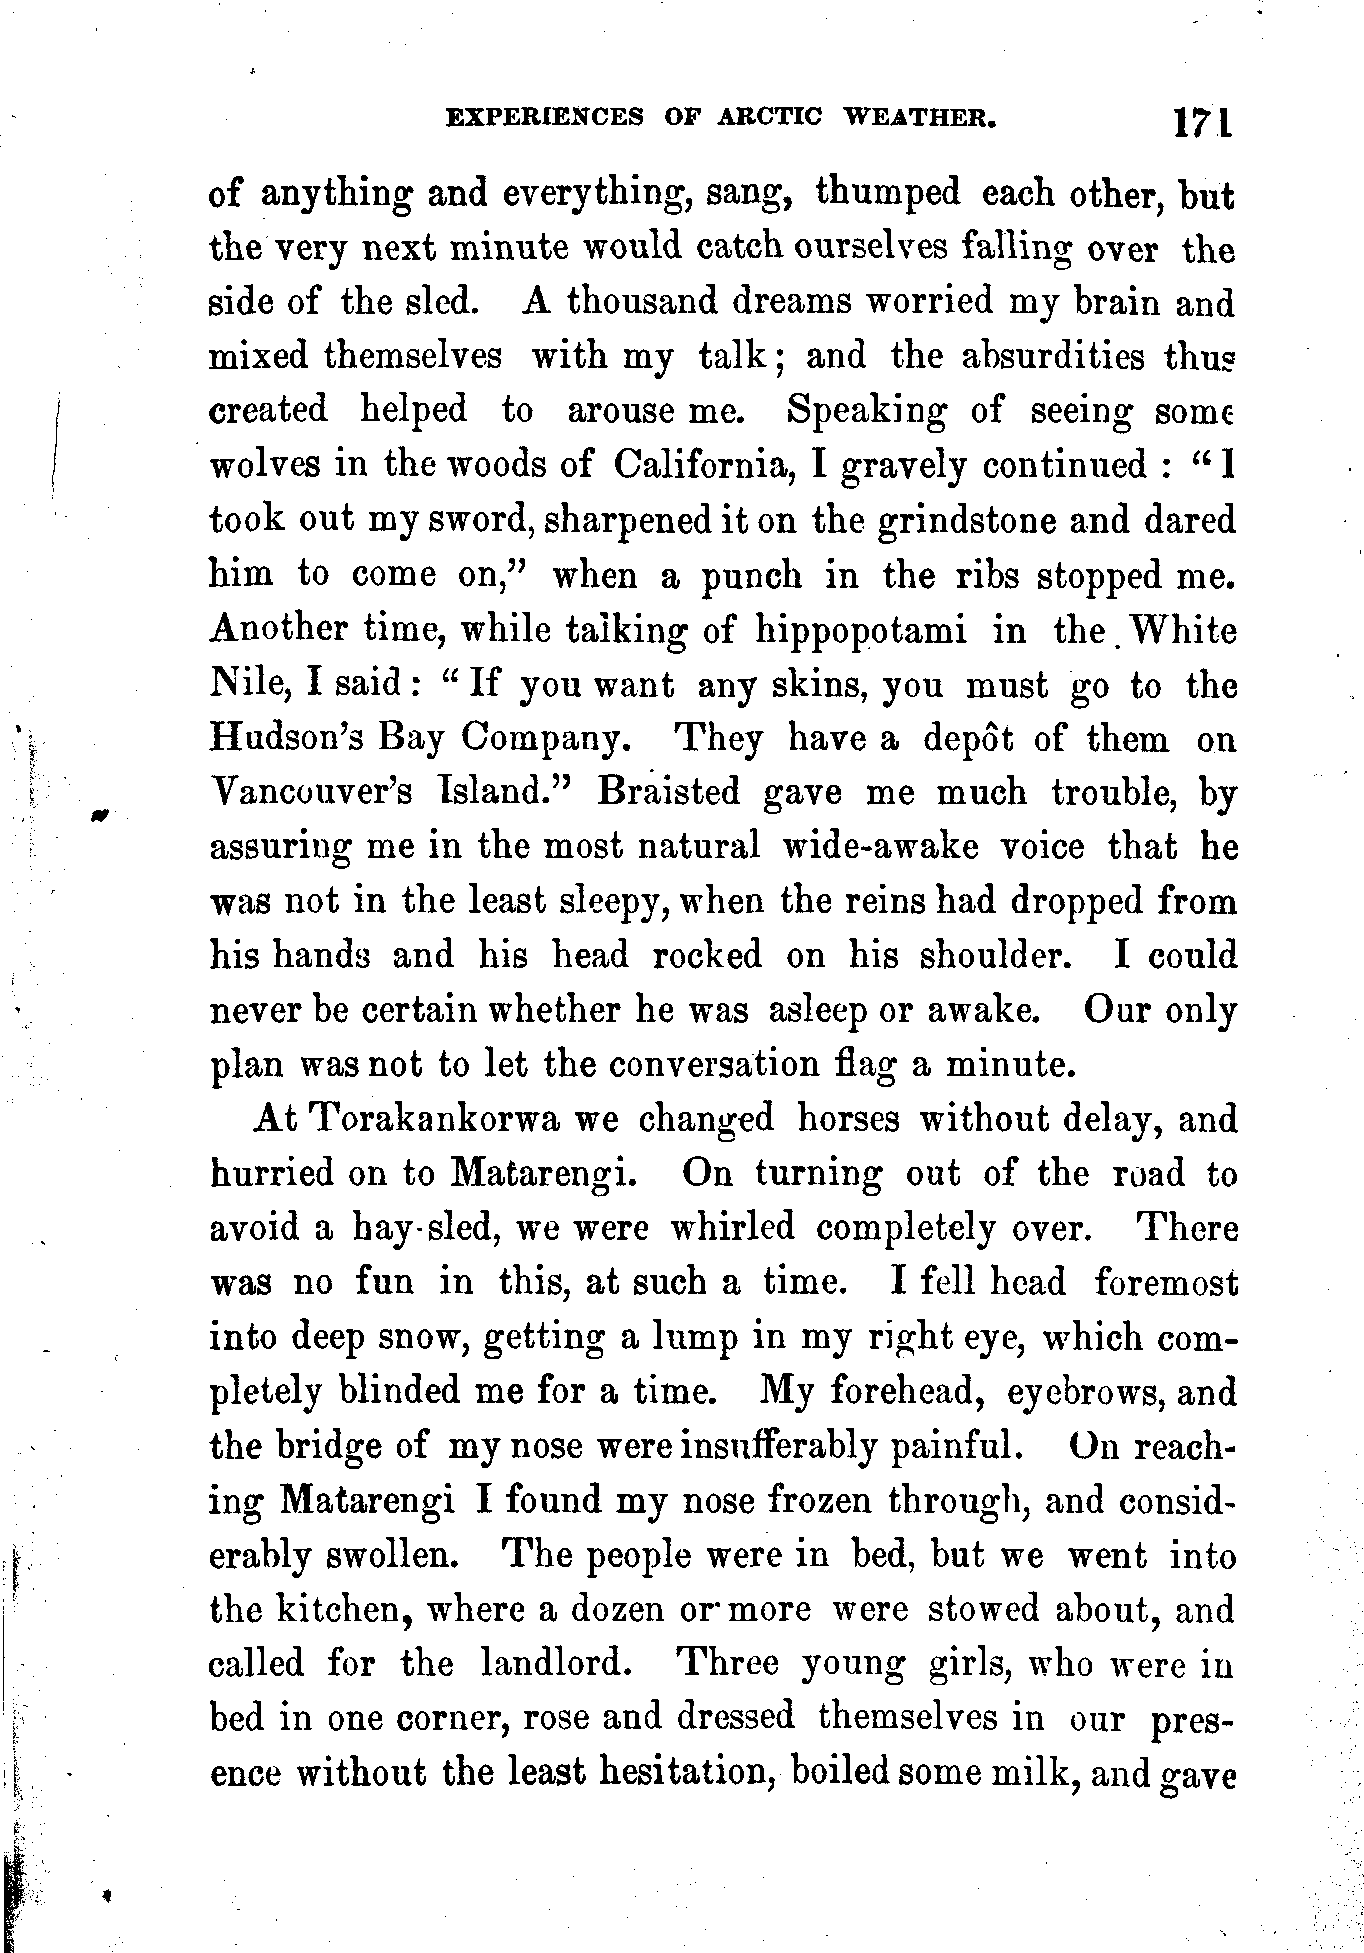 EXPERIENCES OF ARCTIC WEATHER. 171
of anything and everything, sang, thumped each other, but
the very next minute would catch ourselves falling over the
side of the sled. A thousand dreams worried my brain and
mixed themselves with my talk; and the absurdities thus
created helped to arouse me. Speaking of seeing some
wolves in the woods of California, I gravely continued : “ I
took out my sword, sharpened it on the grindstone and dared
him to come on,” when a punch in the ribs stopped me.
Another time, while talking of hippopotami in the White
Nile, I said : “ If you want any skins, you must go to the
Hudson's Bay Company. They have a depôt of them on
Vancouver's Island.” Braisted gave me much trouble, by
assuring me in the most natural wide-awake voice that he
was not in the least sleepy, when the reins had dropped from
his hands and his head rocked on his shoulder. I could
never be certain whether he was asleep or awake. Our only
plan was not to let the conversation flag a minute.
At Torakankorwa we changed horses without delay, and
hurried on to Matarengi. On turning out of the road to
avoid a hay-sled, we were whirled completely over. There
was no fun in this, at such a time. I fell head foremost
into deep snow, getting a lump in my right eye, which com-
pletely blinded me for a time. My forehead, eyebrows, and
the bridge of my nose were insufferably painful. On reach-
ing Matarengi I found my nose frozen through, and consid-
erably swollen. The people were in bed, but we went into
the kitchen, where a dozen or more were stowed about, and
called for the landlord. Three young girls, who were in
bed in one corner, rose and dressed themselves in our pres-
ence without the least hesitation, boiled some milk, and gave